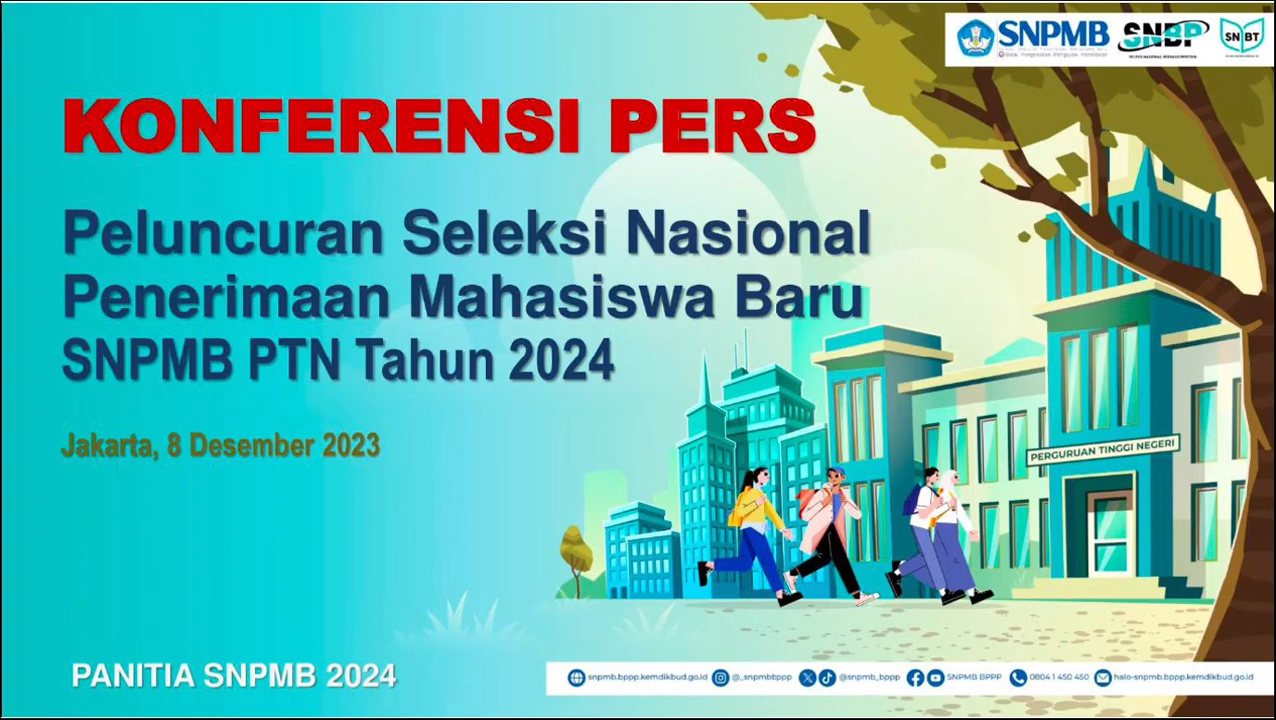 SNPMB
SNBP
SNBT
KONFERENSI PERS
Peluncuran Seleksi Nasional
Penerimaan Mahasiswa Baru
SNPMB PTN Tahun 2024
Jakarta, 8 Desember 2023
PERGURUAN TINGGI NEGERI
PANITIA SNPMB 2024
snpmb.bppp.kemdikbud.go.id @_snpmbbppp @snpmb_bppp SNPMB BPPP 0804 1 450 450 halo-snpmb.bppp.kemdikbud.go.id